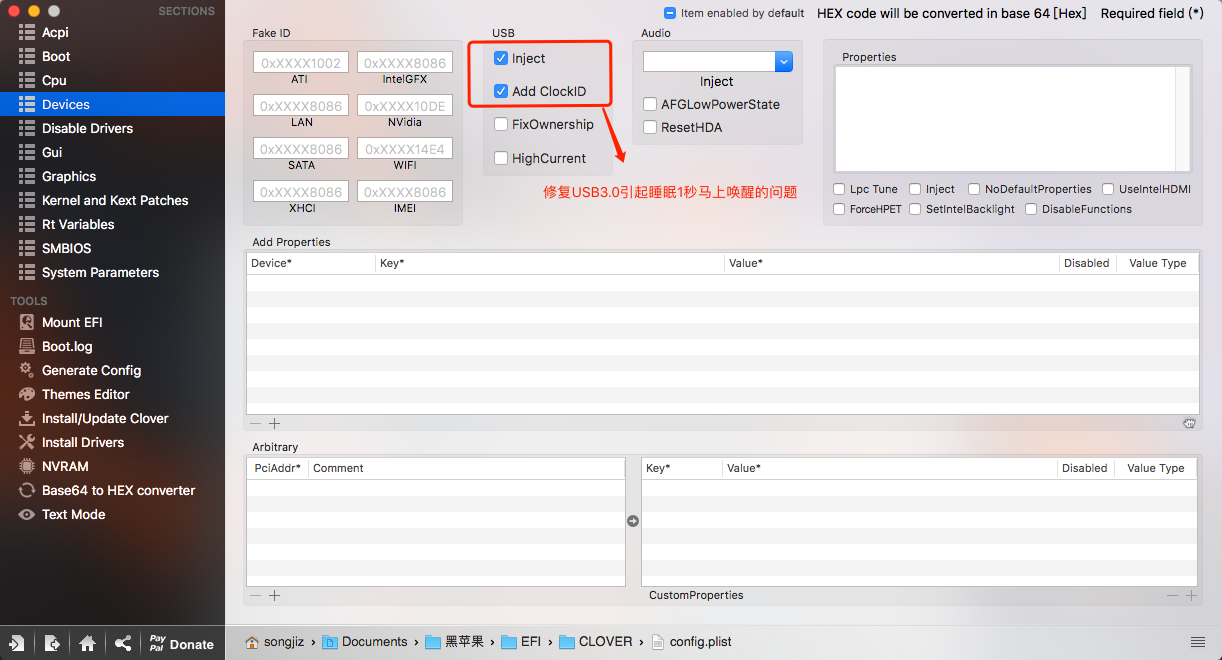 SECTIONS
Acpi
Boot
Cpu
Devices
Disable Drivers
Gui
Graphics
Kernel and Kext Patches
Rt Variables
SMBIOS
System Parameters
TOOLS
Mount EFI
Boot.log
Generate Config
Themes Editor
Install/Update Clover
Install Drivers
NVRAM
Base64 to HEX converter
Text Mode
Pay Pal Donate
Item enabled by default HEX code will be converted in base 64 [Hex] Required field (*)
Fake ID
0xXXXX1002 0xXXXX8086
ATI IntelGFX
0xXXXX8086 0xXXXX10DE
LAN NVidia
0xXXXX8086 0xXXXX14E4
SATA WIFI
0xXXXX8086 0xXXXX8086
XHCI IMEI
USB
Inject
Add ClockID
FixOwnership
HighCurrent
修复USB3.0引起睡眠1秒马上唤醒的问题
Audio
Inject
AFGLowPowerState
ResetHDA
Properties
Lpc Tune Inject NoDefaultProperties UseIntelHDMI
ForceHPET SetIntelBacklight DisableFunctions
Add Properties
Device* Key* Value* Disabled Value Type
Arbitrary
PciAddr* Comment
Key* Value* Disabled Value Type
CustomProperties
songjiz › Documents › 黑苹果 › EFI › CLOVER › config.plist